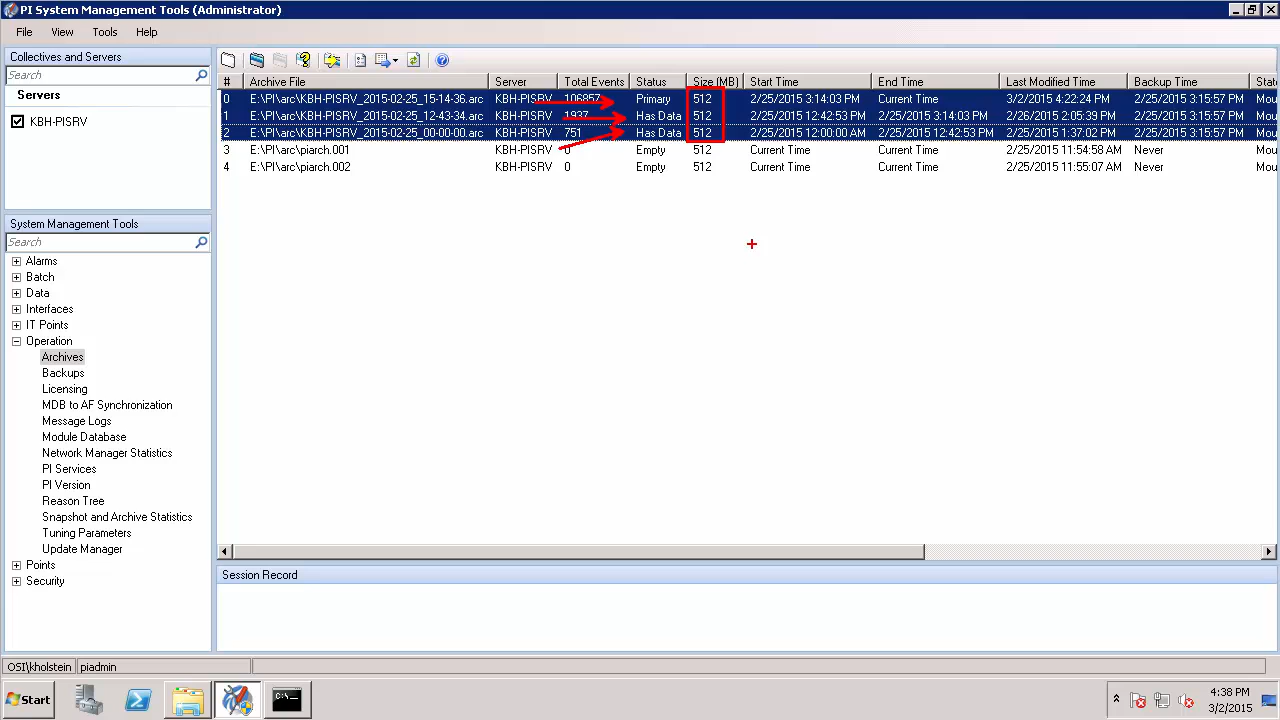 PI System Management Tools (Administrator)
File View Tools Help
Collectives and Servers
Search
Servers
KBH-PISRV
System Management Tools
Search
Alarms
Batch
Data
Interfaces
IT Points
Operation
Archives
Backups
Licensing
MDB to AF Synchronization
Message Logs
Module Database
Network Manager Statistics
PI Services
PI Version
Reason Tree
Snapshot and Archive Statistics
Tuning Parameters
Update Manager
Points
Security
# Archive File Server Total Events Status Size (MB) Start Time End Time Last Modified Time Backup Time Stat
0 E:\PI\arc\KBH-PISRV_2015-02-25_15-14-36.arc KBH-PISRV 106857 Primary 512 2/25/2015 3:14:03 PM Current Time 3/2/2015 4:22:24 PM 2/25/2015 3:15:57 PM Mou
1 E:\PI\arc\KBH-PISRV_2015-02-25_12-43-34.arc KBH-PISRV 1937 Has Data 512 2/25/2015 12:42:53 PM 2/25/2015 3:14:03 PM 2/26/2015 2:05:39 PM 2/25/2015 3:15:57 PM Mou
2 E:\PI\arc\KBH-PISRV_2015-02-25_00-00-00.arc KBH-PISRV 751 Has Data 512 2/25/2015 12:00:00 AM 2/25/2015 12:42:53 PM 2/25/2015 1:37:02 PM 2/25/2015 3:15:57 PM Mou
3 E:\PI\arc\piarch.001 KBH-PISRV 0 Empty 512 Current Time Current Time 2/25/2015 11:54:58 AM Never Mou
4 E:\PI\arc\piarch.002 KBH-PISRV 0 Empty 512 Current Time Current Time 2/25/2015 11:55:07 AM Never Mou
Session Record
OSI\kholstein piadmin
Start
C:\
4:38 PM
3/2/2015